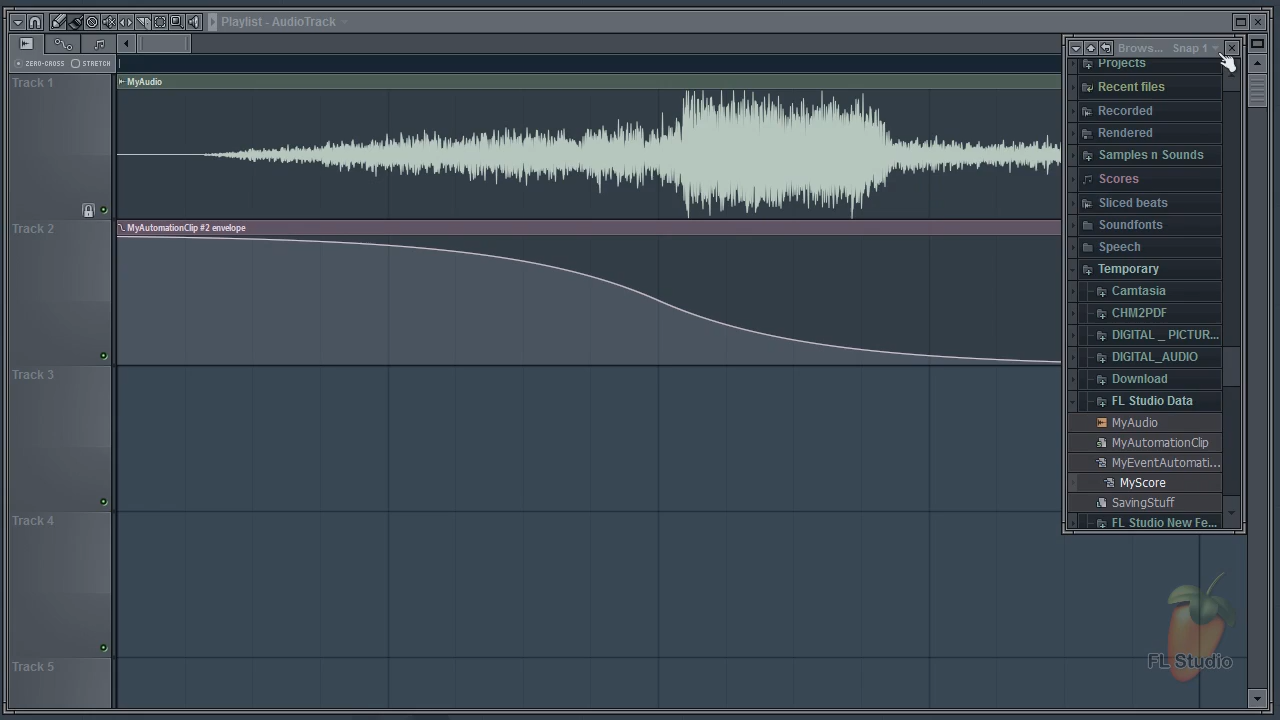 Playlist - AudioTrack
ZERO-CROSS STRETCH
Track 1
MyAudio
Track 2
MyAutomationClip #2 envelope
Track 3
Track 4
Track 5
Brows... Snap 1
Projects
Recent files
Recorded
Rendered
Samples n Sounds
Scores
Sliced beats
Soundfonts
Speech
Temporary
Camtasia
CHM2PDF
DIGITAL _ PICTUR...
DIGITAL_AUDIO
Download
FL Studio Data
MyAudio
MyAutomationClip
MyEventAutomati...
MyScore
SavingStuff
FL Studio New Fe...
FL Studio